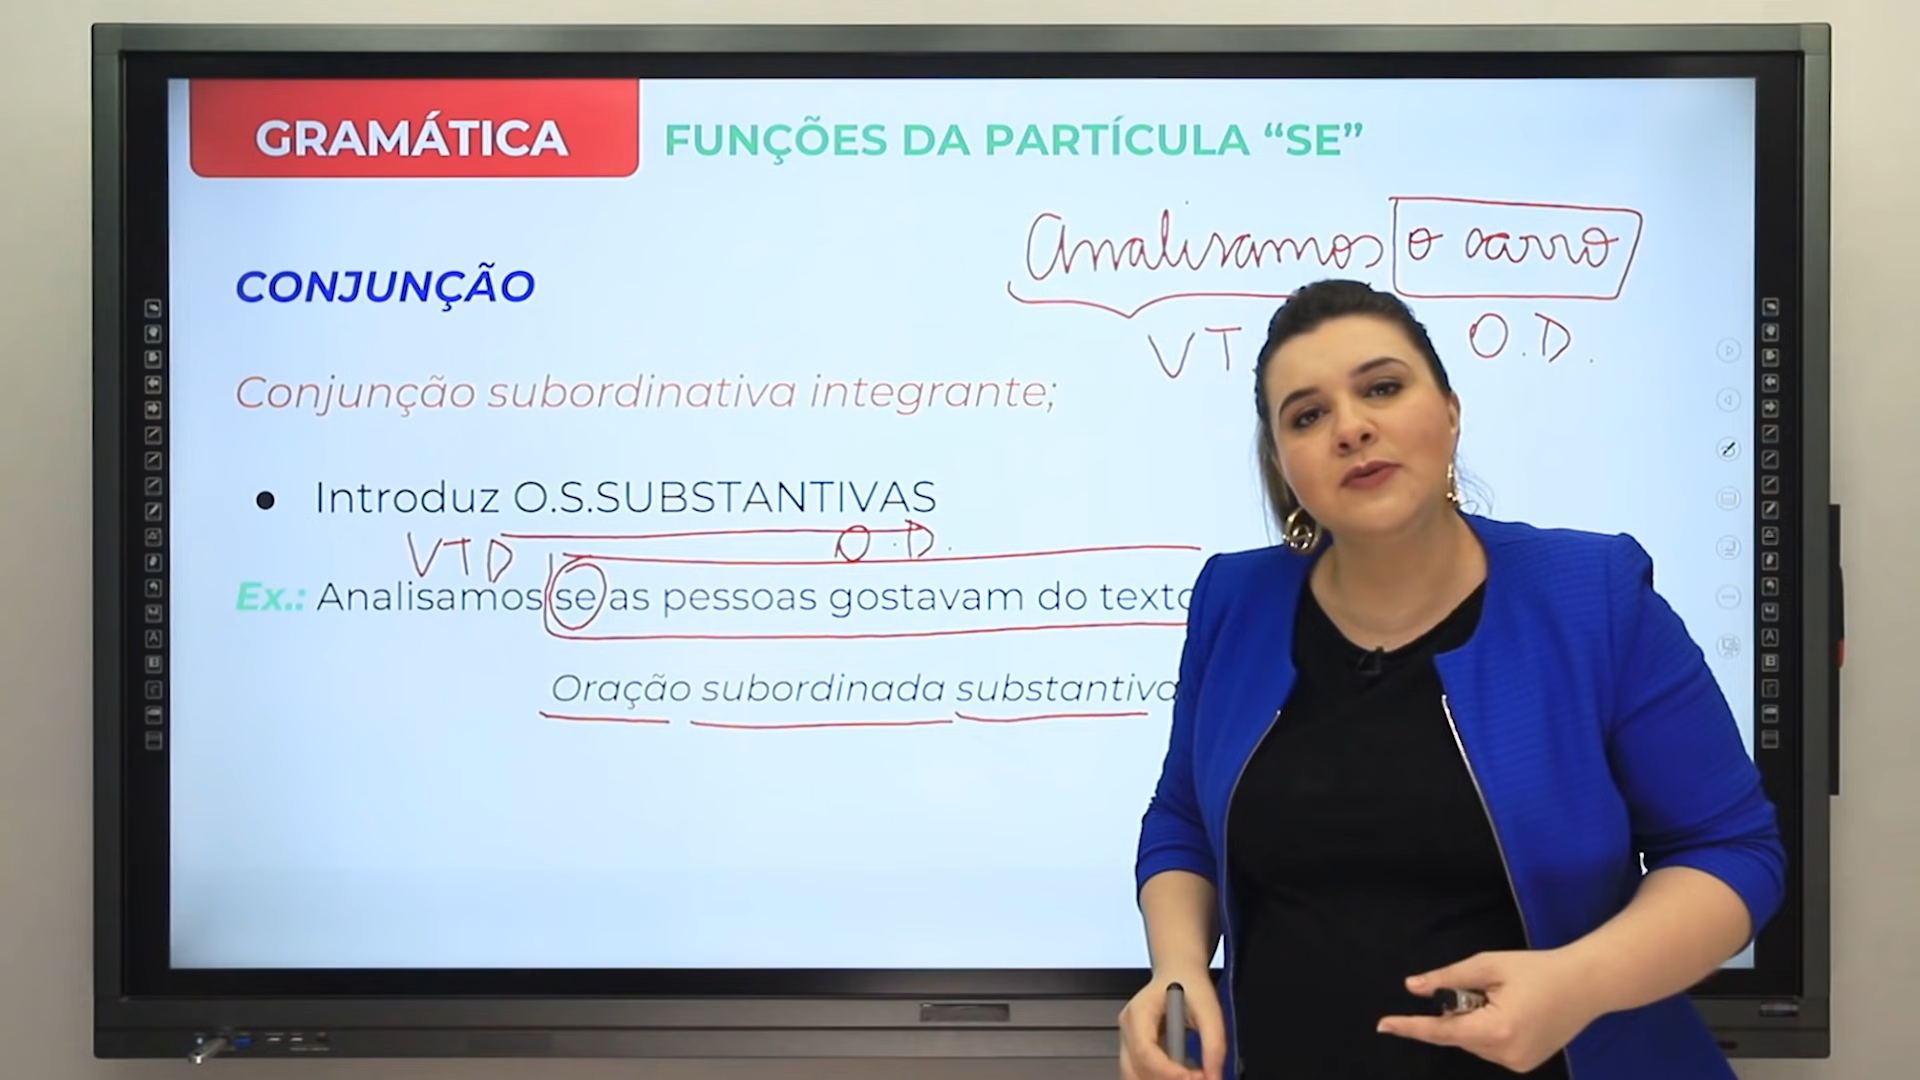 GRAMÁTICA FUNÇÕES DA PARTÍCULA “SE”
Analisamos o carro
CONJUNÇÃO
VT O.D.
Conjunção subordinativa integrante;
● Introduz O.S.SUBSTANTIVAS
VTD O.D.
Ex.: Analisamos se as pessoas gostavam do texto
Oração subordinada substantiva